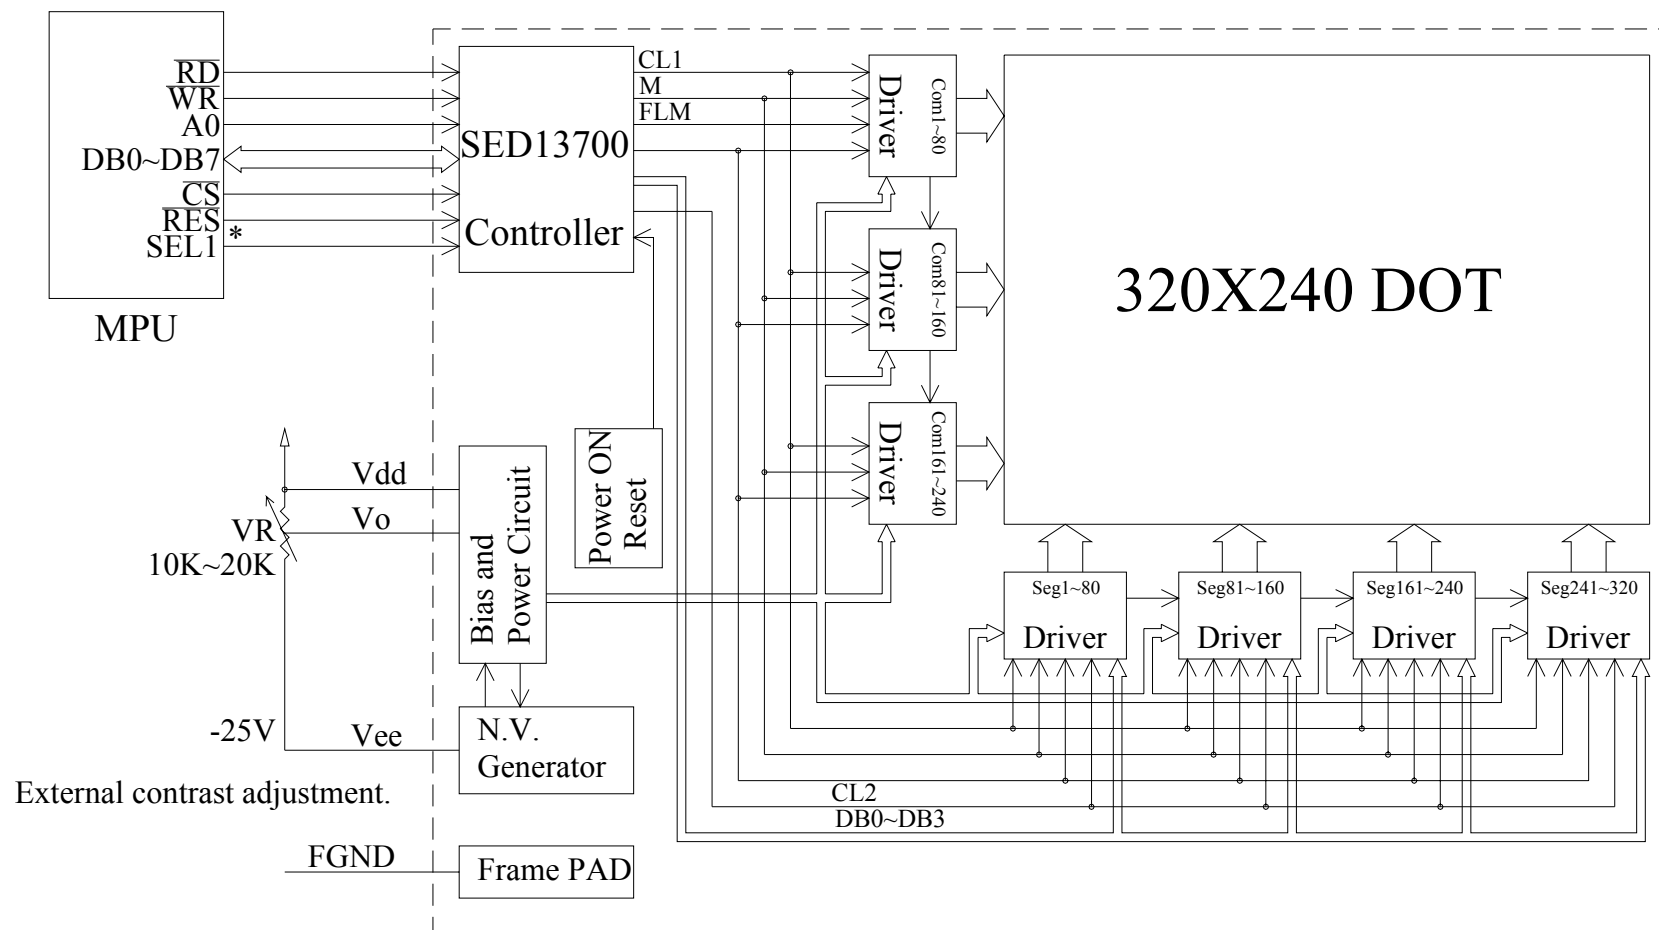 RD
WR
A0
DB0~DB7
CS
RES
*
SEL1
MPU
SED13700
Controller
CL1
M
FLM
Driver
Com1~80
Driver
Com81~160
Driver
Com161~240
320X240 DOT
Vdd
Vo
VR
10K~20K
-25V
Vee
External contrast adjustment.
FGND
Bias and
Power Circuit
Power ON
Reset
N.V.
Generator
Frame PAD
Seg1~80
Driver
Seg81~160
Driver
Seg161~240
Driver
Seg241~320
Driver
CL2
DB0~DB3